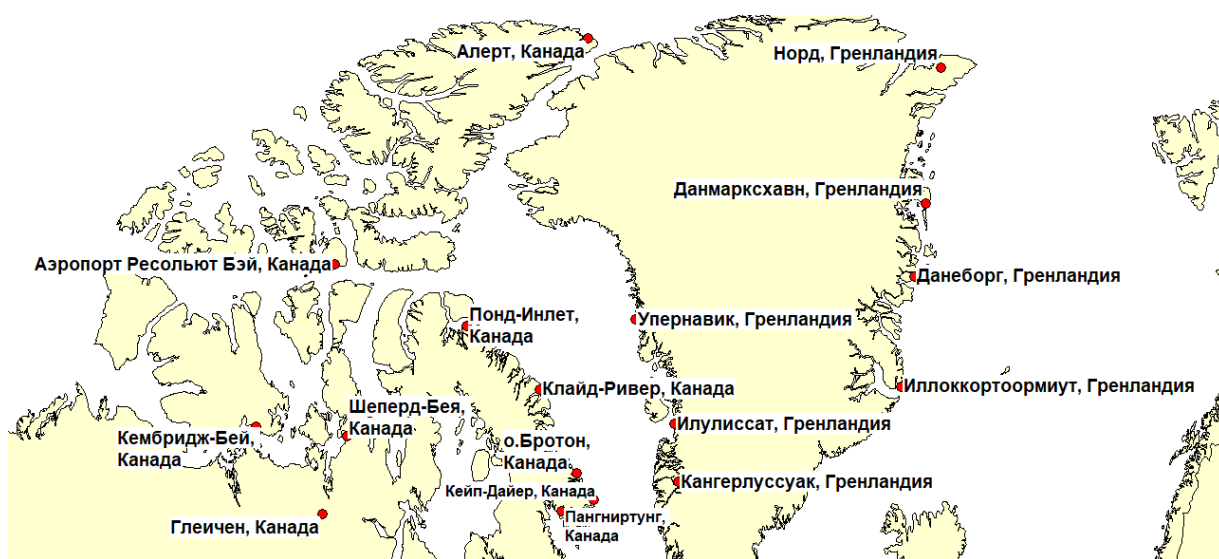 Алерт, Канада
Норд, Гренландия
Данмарксхавн, Гренландия
Аэропорт Ресольют Бэй, Канада
Данеборг, Гренландия
Понд-Инлет,
Канада
Упернавик, Гренландия
Клайд-Ривер, Канада
Иллоккортоормиут, Гренландия
Шеперд-Бея,
Канада
Илулиссат, Гренландия
Кембридж-Бей,
Канада
о.Бротон,
Канада
Кангерлуссуак, Гренландия
Кейп-Дайер, Канада
Глеичен, Канада
Пангниртунг,
Канада